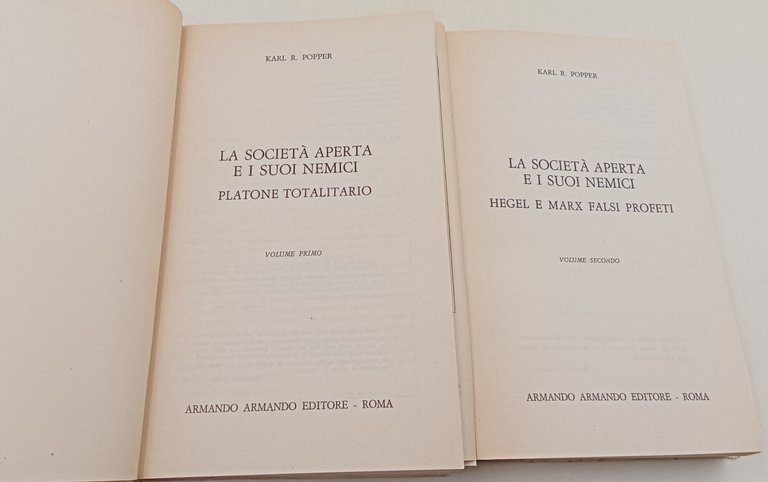 KARL R. POPPER
LA SOCIETÀ APERTA
E I SUOI NEMICI
PLATONE TOTALITARIO
VOLUME PRIMO
ARMANDO ARMANDO EDITORE - ROMA
KARL R. POPPER
LA SOCIETÀ APERTA
E I SUOI NEMICI
HEGEL E MARX FALSI PROFETI
VOLUME SECONDO
ARMANDO ARMANDO EDITORE - ROMA